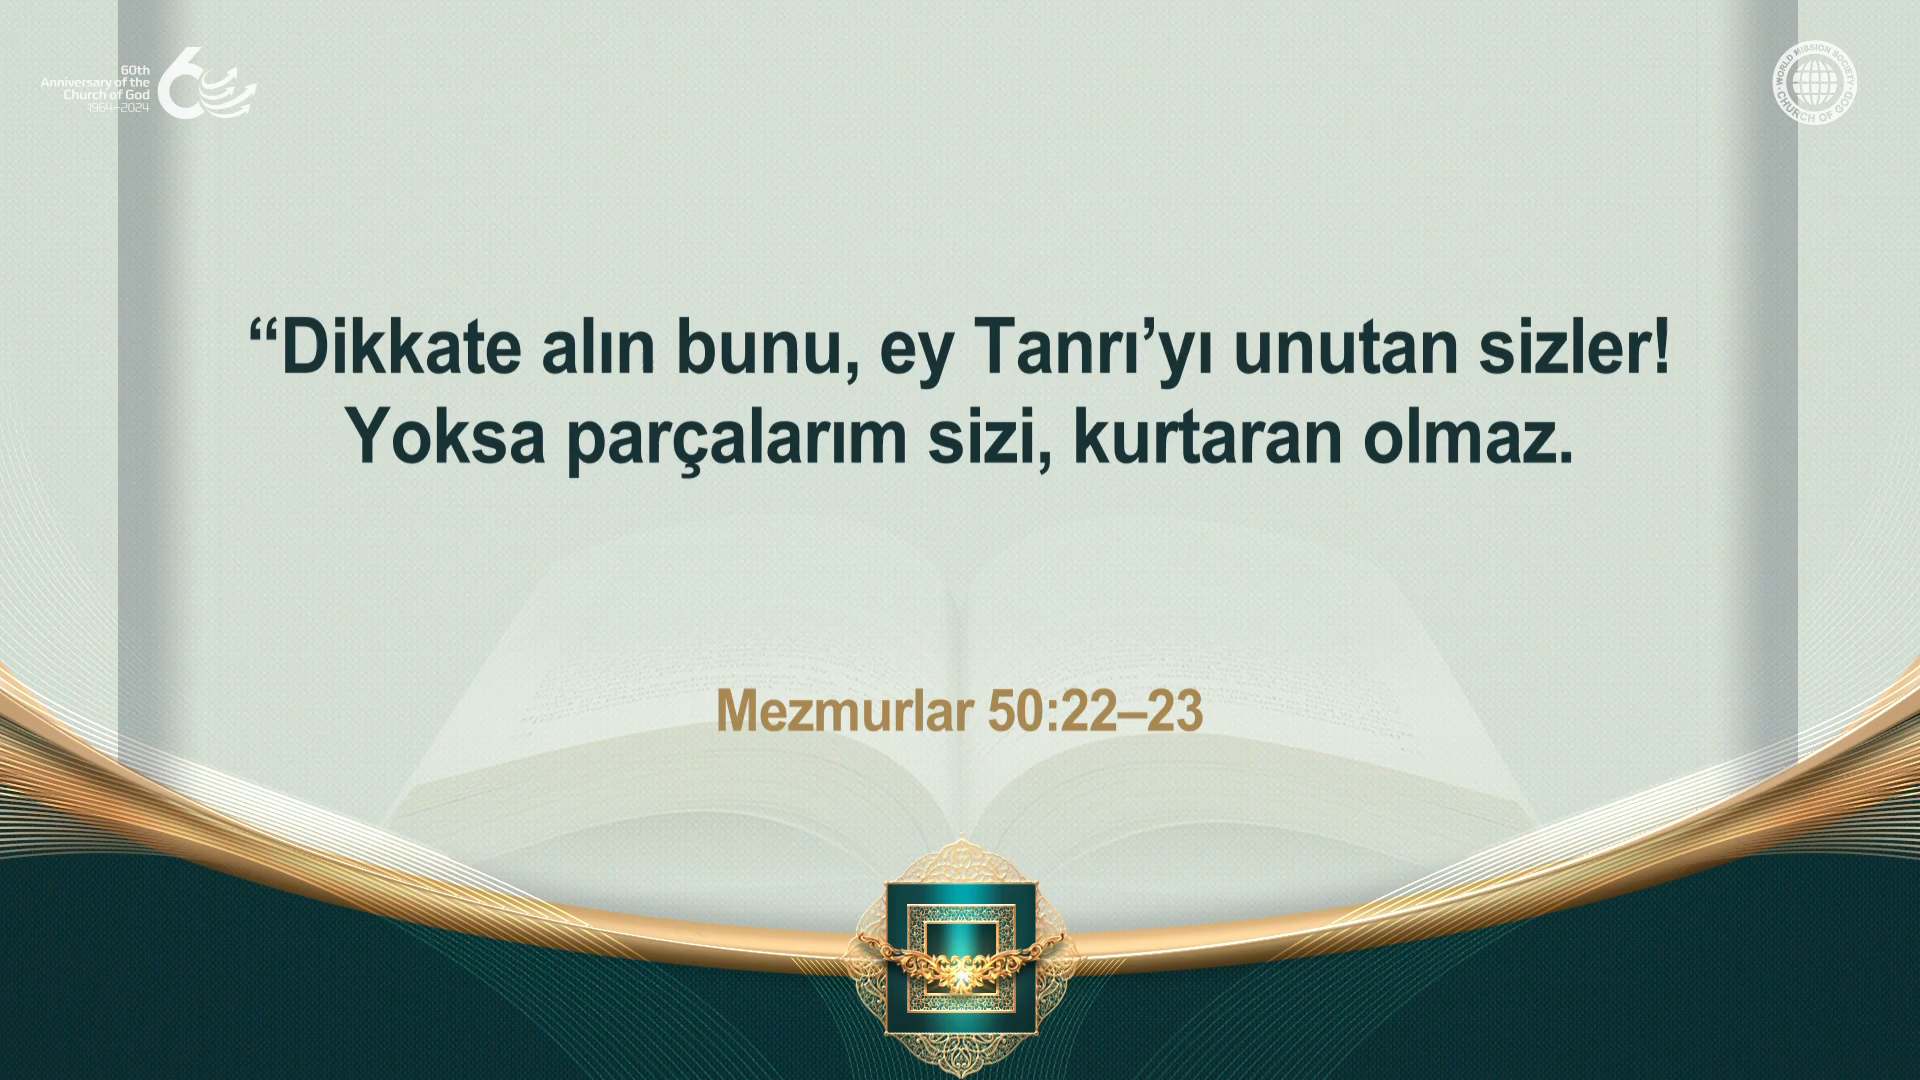 60th
Anniversary of the
Church of God
1964–2024
WORLD MISSION SOCIETY
CHURCH OF GOD
“Dikkate alın bunu, ey Tanrı’yı unutan sizler!
Yoksa parçalarım sizi, kurtaran olmaz.
Mezmurlar 50:22–23